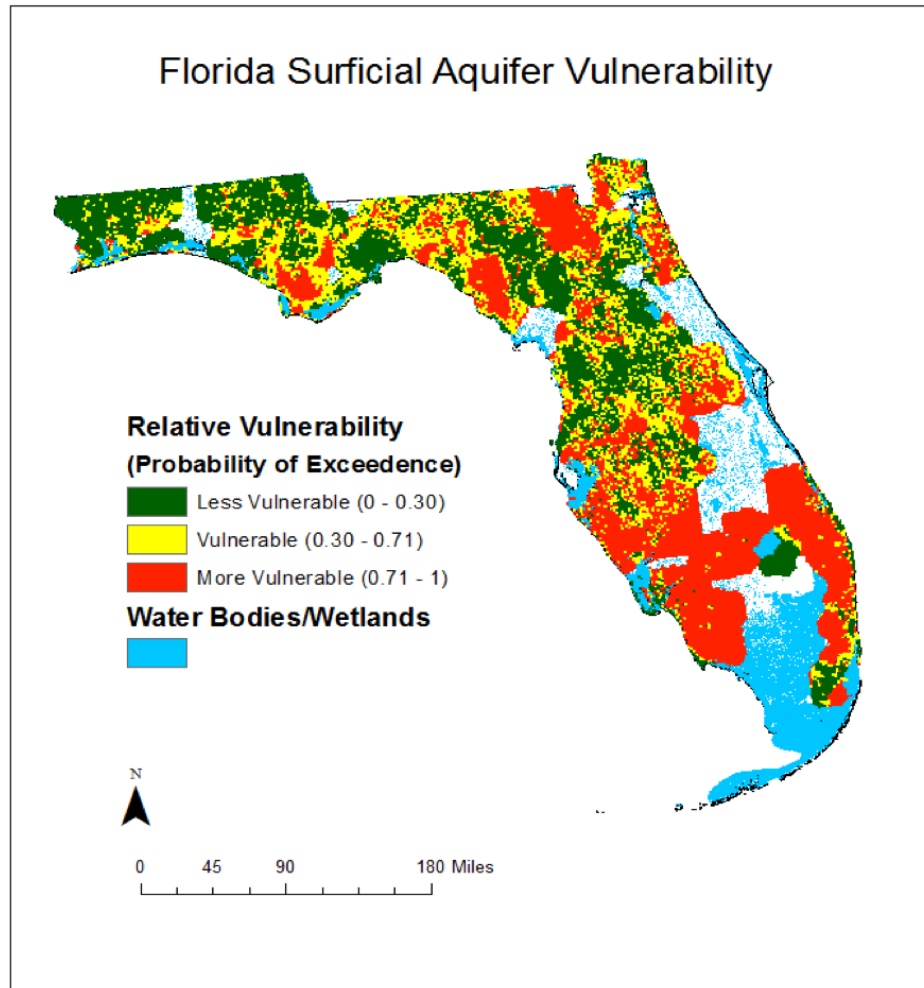 Florida Surficial Aquifer Vulnerability
Relative Vulnerability
(Probability of Exceedence)
Less Vulnerable (0 - 0.30)
Vulnerable (0.30 - 0.71)
More Vulnerable (0.71 - 1)
Water Bodies/Wetlands
N
0 45 90 180 Miles